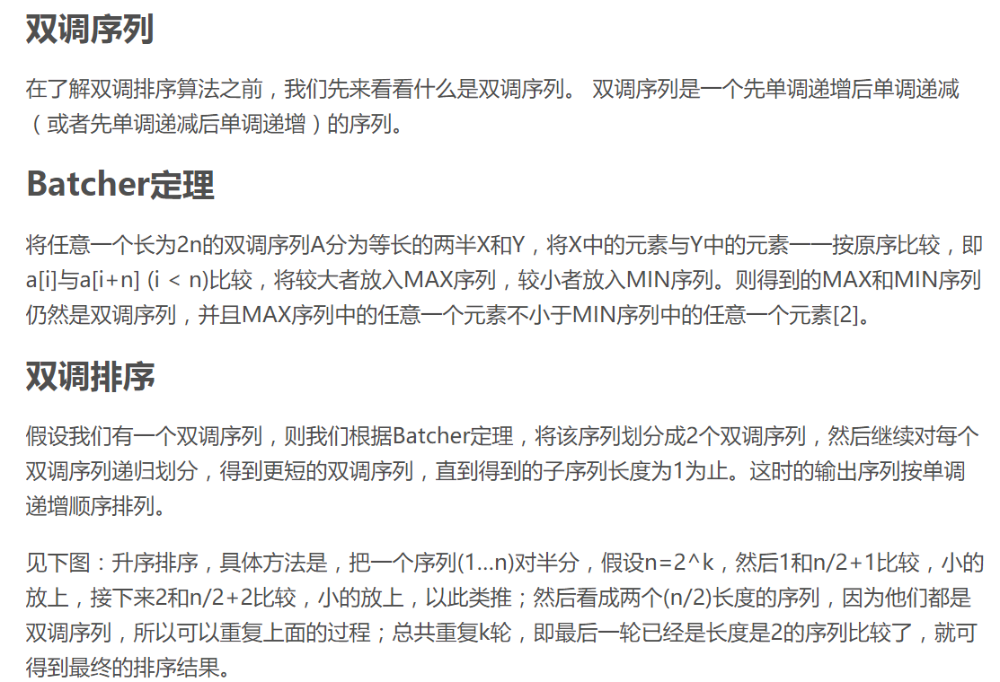 双调序列
在了解双调排序算法之前，我们先来看看什么是双调序列。 双调序列是一个先单调递增后单调递减
（或者先单调递减后单调递增）的序列。
Batcher定理
将任意一个长为2n的双调序列A分为等长的两半X和Y，将X中的元素与Y中的元素一一按原序比较，即
a[i]与a[i+n] (i < n)比较，将较大者放入MAX序列，较小者放入MIN序列。则得到的MAX和MIN序列
仍然是双调序列，并且MAX序列中的任意一个元素不小于MIN序列中的任意一个元素[2]。
双调排序
假设我们有一个双调序列，则我们根据Batcher定理，将该序列划分成2个双调序列，然后继续对每个
双调序列递归划分，得到更短的双调序列，直到得到的子序列长度为1为止。这时的输出序列按单调
递增顺序排列。
见下图：升序排序，具体方法是，把一个序列(1…n)对半分，假设n=2^k，然后1和n/2+1比较，小的
放上，接下来2和n/2+2比较，小的放上，以此类推；然后看成两个(n/2)长度的序列，因为他们都是
双调序列，所以可以重复上面的过程；总共重复k轮，即最后一轮已经是长度是2的序列比较了，就可
得到最终的排序结果。